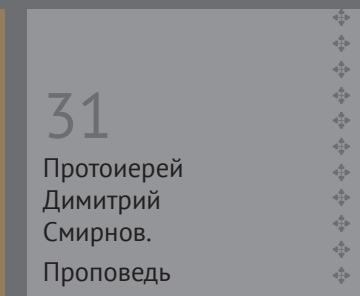 31
Протоиерей
Димитрий
Смирнов.
Проповедь